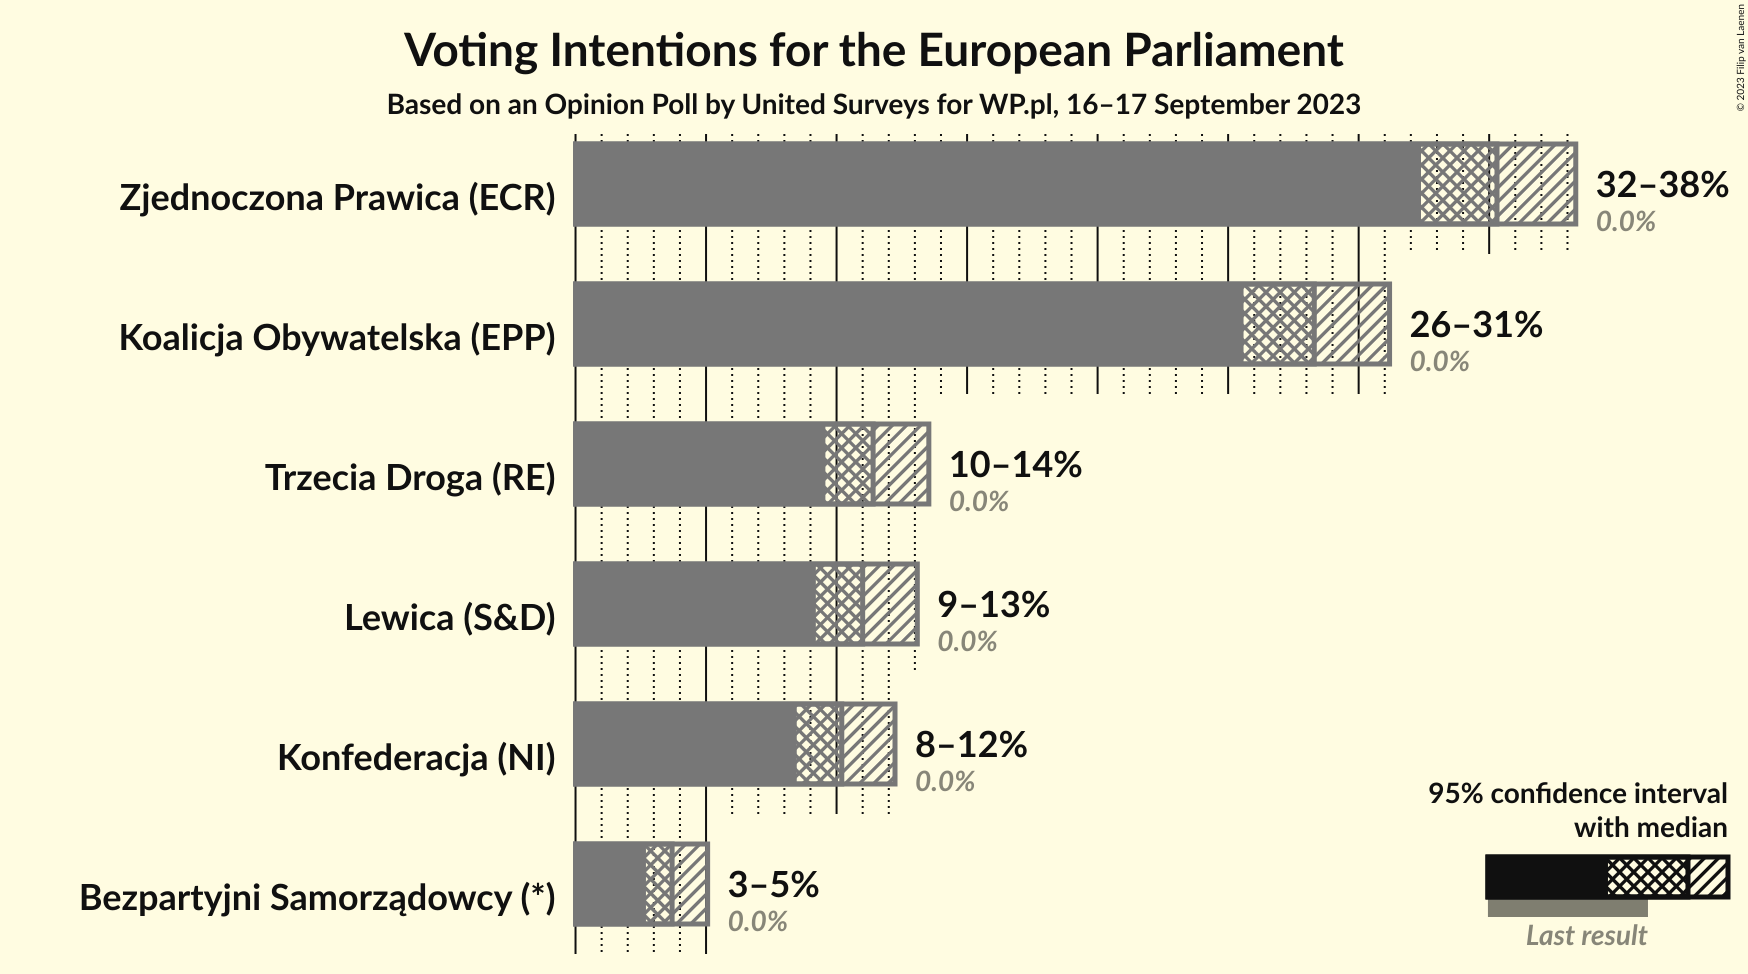 Voting Intentions for the European Parliament
Based on an Opinion Poll by United Surveys for WP.pl, 16–17 September 2023
© 2023 Filip van Laenen
Zjednoczona Prawica (ECR)
32–38%
0.0%
Koalicja Obywatelska (EPP)
26–31%
0.0%
Trzecia Droga (RE)
10–14%
0.0%
Lewica (S&D)
9–13%
0.0%
Konfederacja (NI)
8–12%
0.0%
Bezpartyjni Samorządowcy (*)
3–5%
0.0%
95% confidence interval
with median
Last result